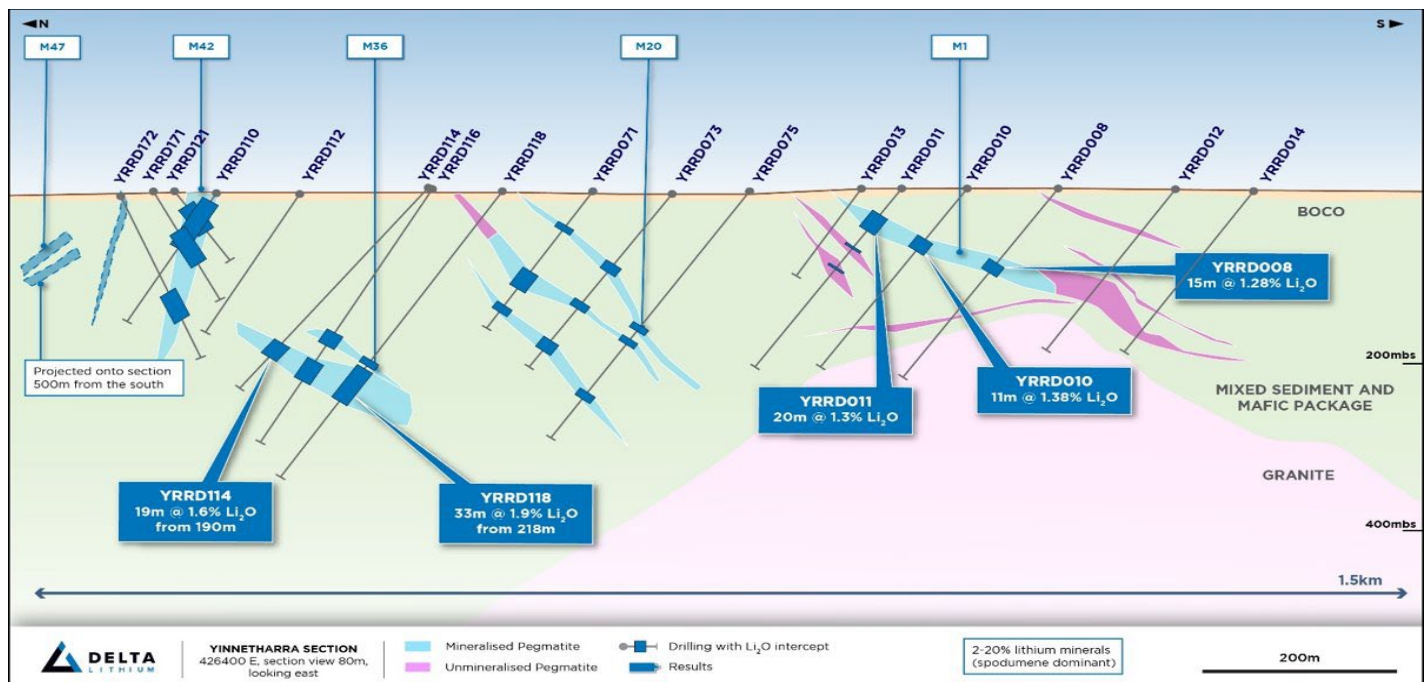 N
S
M47
M42
M36
M20
M1
YRRD172
YRRD171
YRRD121
YRRD110
YRRD112
YRRD114
YRRD116
YRRD118
YRRD071
YRRD073
YRRD075
YRRD013
YRRD011
YRRD010
YRRD008
YRRD012
YRRD014
BOCO
YRRD008
15m @ 1.28% Li₂O
Projected onto section
500m from the south
200mbs
YRRD010
11m @ 1.38% Li₂O
YRRD011
20m @ 1.3% Li₂O
MIXED SEDIMENT AND
MAFIC PACKAGE
GRANITE
YRRD114
19m @ 1.6% Li₂O
from 190m
YRRD118
33m @ 1.9% Li₂O
from 218m
400mbs
1.5km
DELTA
LITHIUM
YINNETHARRA SECTION
426400 E, section view 80m,
looking east
Mineralised Pegmatite
Unmineralised Pegmatite
Drilling with Li₂O intercept
Results
2-20% lithium minerals
(spodumene dominant)
200m